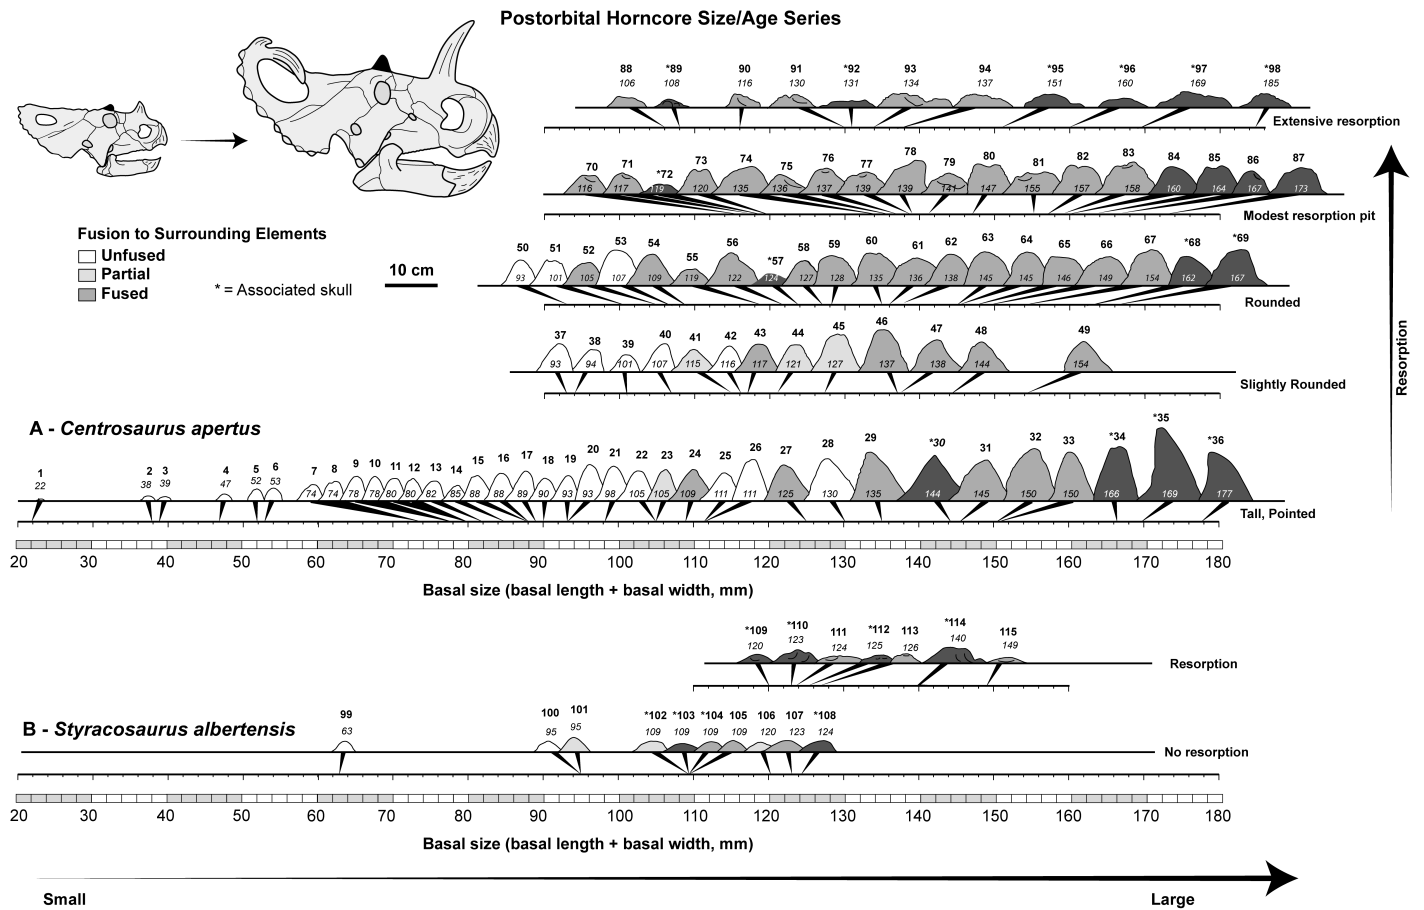 Postorbital Horncore Size/Age Series
88 *89 90 91 *92 93 94 *95 *96 *97 *98
106 108 116 130 131 134 137 151 160 169 185
Extensive resorption
70 71 *72 73 74 75 76 77 78 79 80 81 82 83 84 85 86 87
116 117 119 120 135 136 137 139 139 141 147 155 157 158 160 164 167 173
Modest resorption pit
Fusion to Surrounding Elements
Unfused
Partial
Fused
* = Associated skull
10 cm
50 51 52 53 54 55 56 *57 58 59 60 61 62 63 64 65 66 67 *68 *69
93 101 105 107 109 119 122 124 127 128 135 136 138 145 145 146 149 154 162 167
Rounded
37 38 39 40 41 42 43 44 45 46 47 48 49
93 94 101 107 115 116 117 121 127 137 138 144 154
Slightly Rounded
Resorption
A - Centrosaurus apertus
1 2 3 4 5 6 7 8 9 10 11 12 13 14 15 16 17 18 19 20 21 22 23 24 25 26 27 28 29 *30 31 32 33 *34 *35 *36
22 38 39 47 52 53 74 74 78 78 80 80 82 85 88 88 89 90 93 93 98 105 105 109 111 111 125 130 135 144 145 150 150 166 169 177
Tall, Pointed
20 30 40 50 60 70 80 90 100 110 120 130 140 150 160 170 180
Basal size (basal length + basal width, mm)
*109 *110 111 *112 113 *114 115
120 123 124 125 126 140 149
Resorption
B - Styracosaurus albertensis
99 100 101 *102 *103 *104 105 106 107 *108
63 95 95 109 109 109 109 120 123 124
No resorption
20 30 40 50 60 70 80 90 100 110 120 130 140 150 160 170 180
Basal size (basal length + basal width, mm)
Small Large